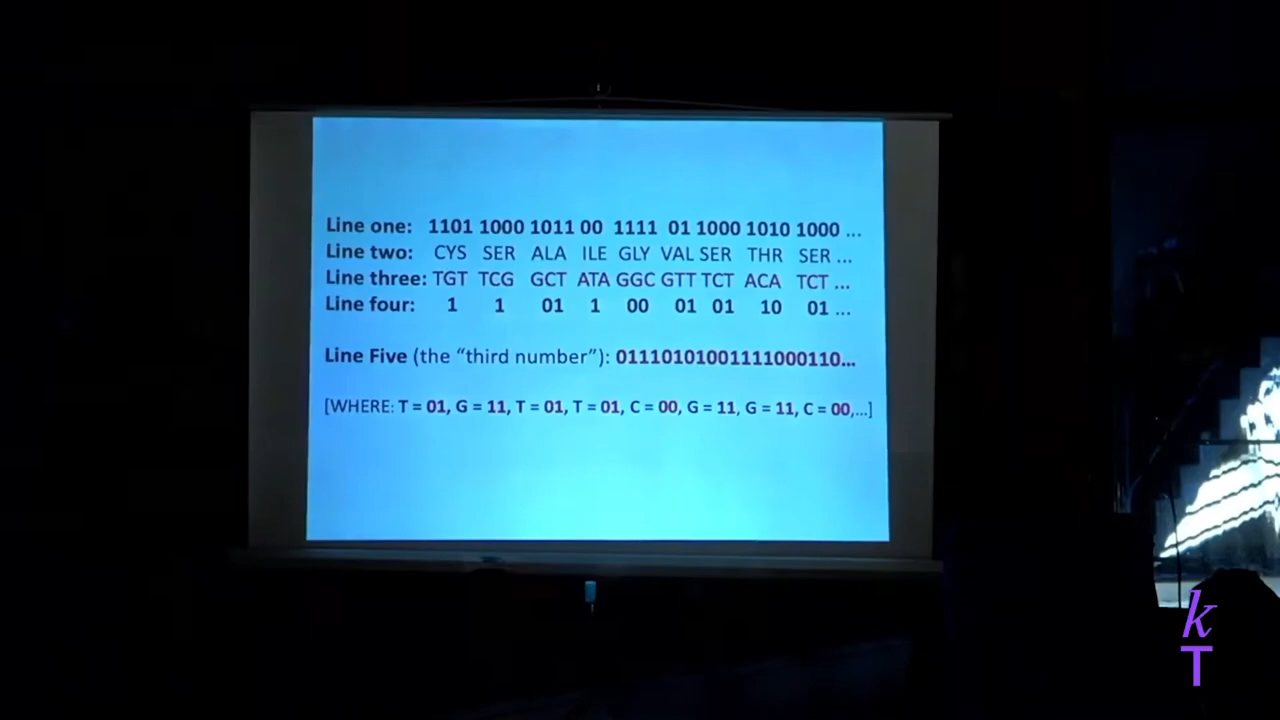 Line one: 1101 1000 1011 00 1111 01 1000 1010 1000 ...
Line two: CYS SER ALA ILE GLY VAL SER THR SER ...
Line three: TGT TCG GCT ATA GGC GTT TCT ACA TCT ...
Line four: 1 1 01 1 00 01 01 10 01 ...
Line Five (the “third number”): 01110101001111000110...
[WHERE: T = 01, G = 11, T = 01, T = 01, C = 00, G = 11, G = 11, C = 00,...]
k
T